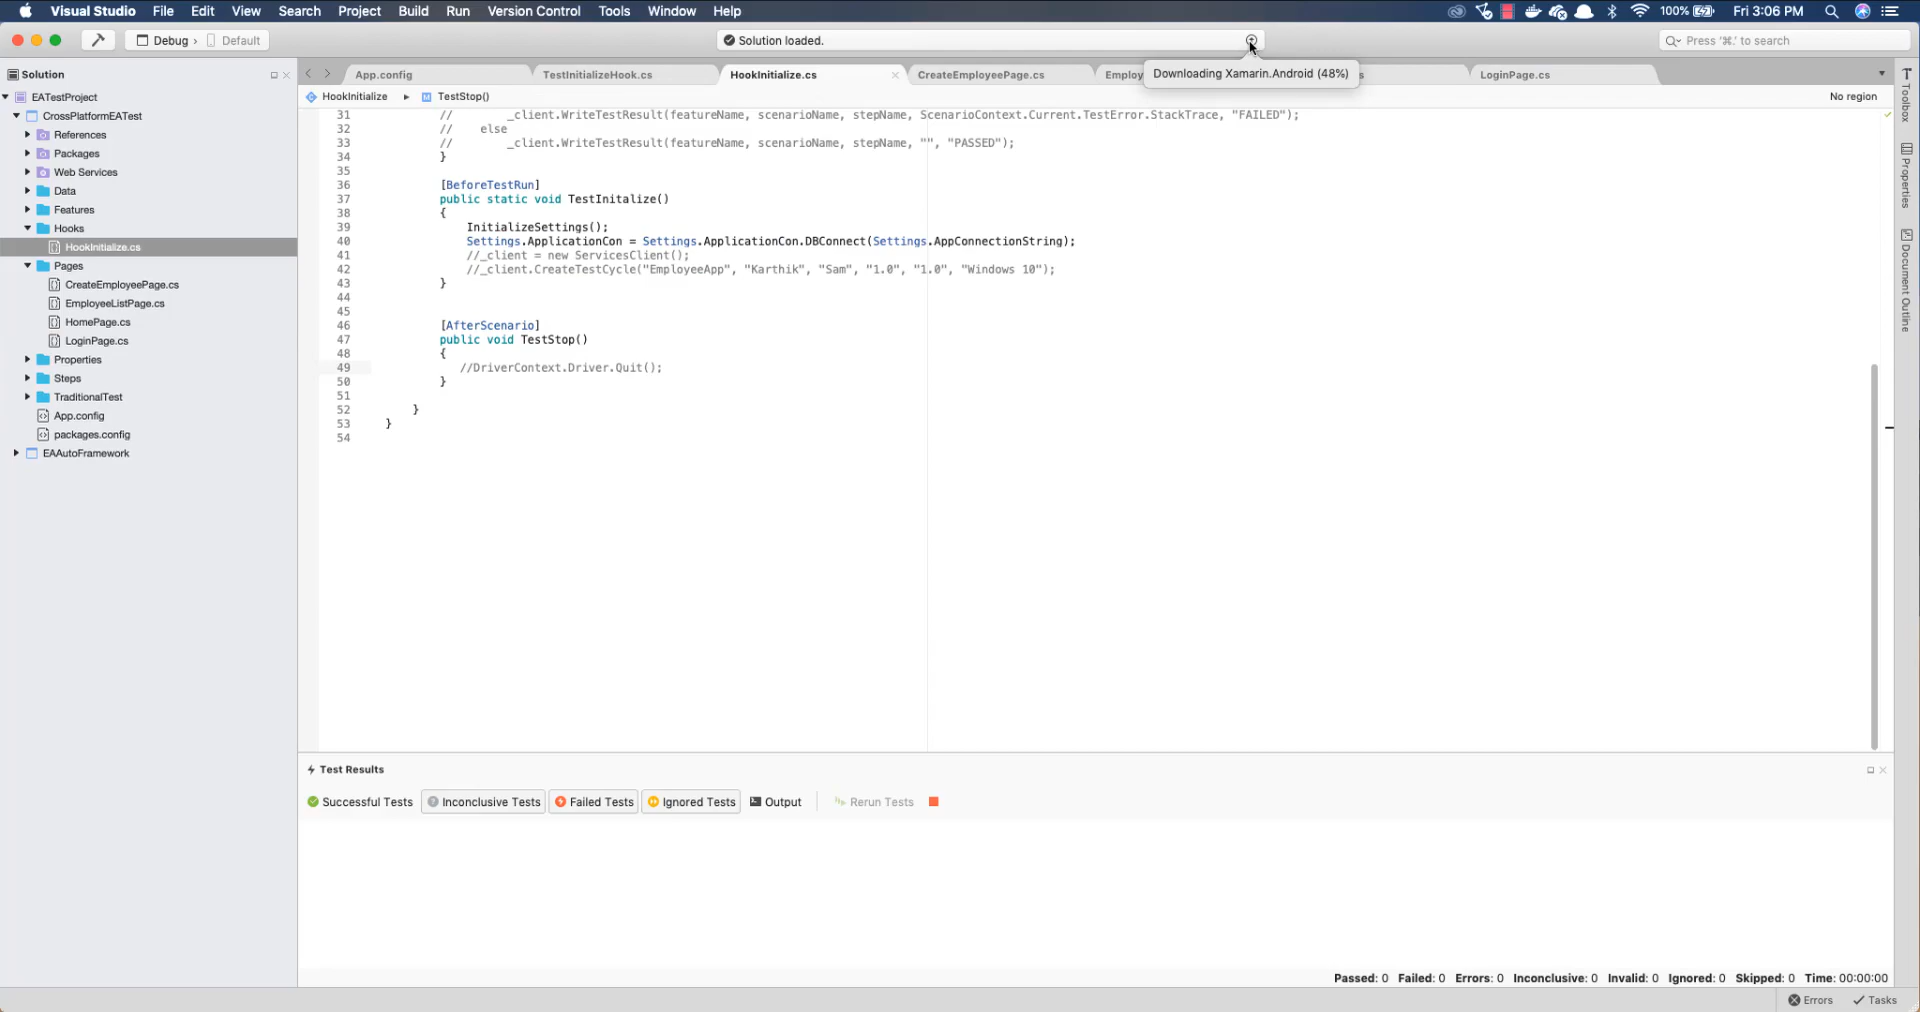 Visual Studio File Edit View Search Project Build Run Version Control Tools Window Help 100% Fri 3:06 PM
Debug › Default Solution loaded. Press '⌘.' to search
Solution App.config TestInitializeHook.cs HookInitialize.cs CreateEmployeePage.cs Employ s LoginPage.cs
Downloading Xamarin.Android (48%)
HookInitialize TestStop() No region
EATestProject
CrossPlatformEATest
References
Packages
Web Services
Data
Features
Hooks
HookInitialize.cs
Pages
CreateEmployeePage.cs
EmployeeListPage.cs
HomePage.cs
LoginPage.cs
Properties
Steps
TraditionalTest
App.config
packages.config
EAAutoFramework
31 // _client.WriteTestResult(featureName, scenarioName, stepName, ScenarioContext.Current.TestError.StackTrace, "FAILED");
32 // else
33 // _client.WriteTestResult(featureName, scenarioName, stepName, "", "PASSED");
34 }
35
36 [BeforeTestRun]
37 public static void TestInitalize()
38 {
39 InitializeSettings();
40 Settings.ApplicationCon = Settings.ApplicationCon.DBConnect(Settings.AppConnectionString);
41 //_client = new ServicesClient();
42 //_client.CreateTestCycle("EmployeeApp", "Karthik", "Sam", "1.0", "1.0", "Windows 10");
43 }
44
45
46 [AfterScenario]
47 public void TestStop()
48 {
49 //DriverContext.Driver.Quit();
50 }
51
52 }
53 }
54
Toolbox
Properties
Document Outline
Test Results
Successful Tests Inconclusive Tests Failed Tests Ignored Tests Output Rerun Tests
Passed: 0 Failed: 0 Errors: 0 Inconclusive: 0 Invalid: 0 Ignored: 0 Skipped: 0 Time: 00:00:00
Errors Tasks